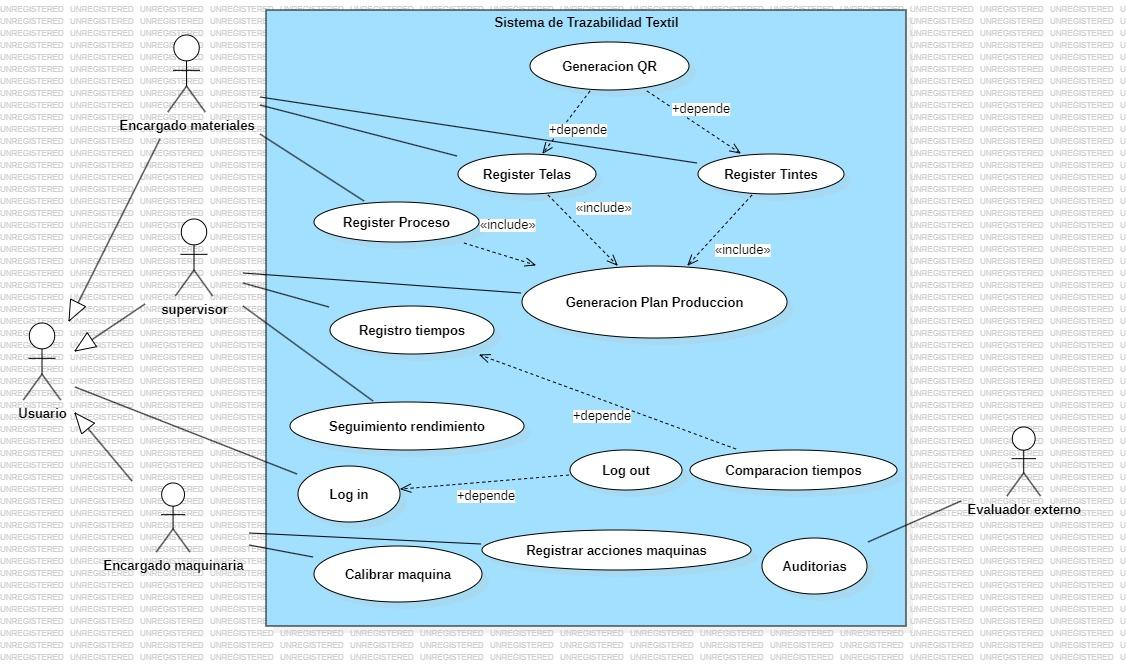 Sistema de Trazabilidad Textil
Generacion QR
+depende
+depende
Encargado materiales
Register Telas
Register Tintes
«include»
Register Proceso
«include»
«include»
supervisor
Generacion Plan Produccion
Registro tiempos
Usuario
+depende
Seguimiento rendimiento
Log out
Comparacion tiempos
Log in
+depende
Evaluador externo
Registrar acciones maquinas
Encargado maquinaria
Calibrar maquina
Auditorias
UNREGISTERED